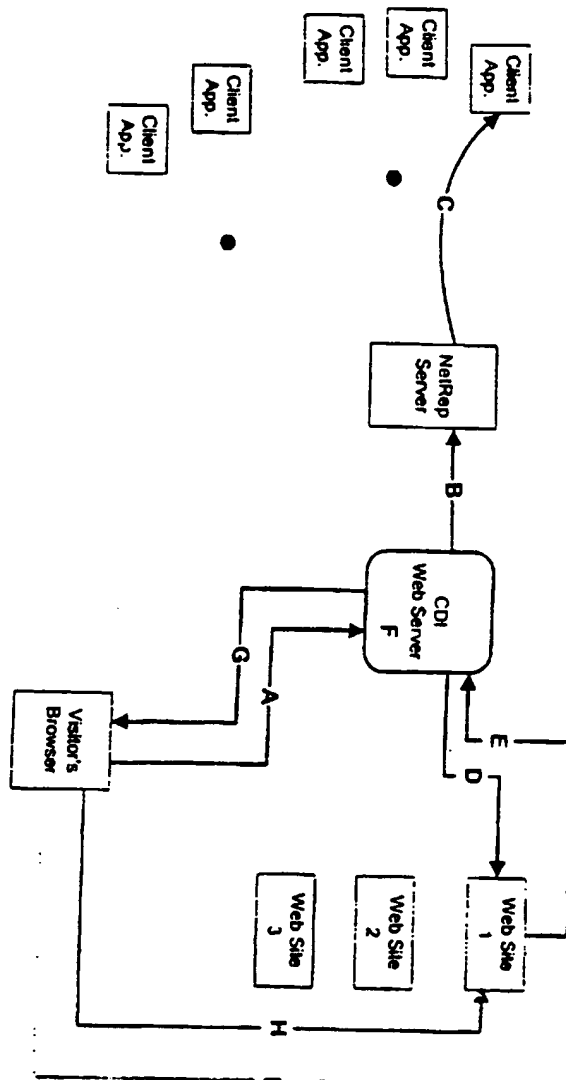 Client
App.
Client
App.
Client
App.
Client
App.
Client
App.
C
NetRep
Server
B
CDI
Web Server
F
E
D
G
A
Web Site
1
Web Site
2
Web Site
3
H
Visitor's
Browser